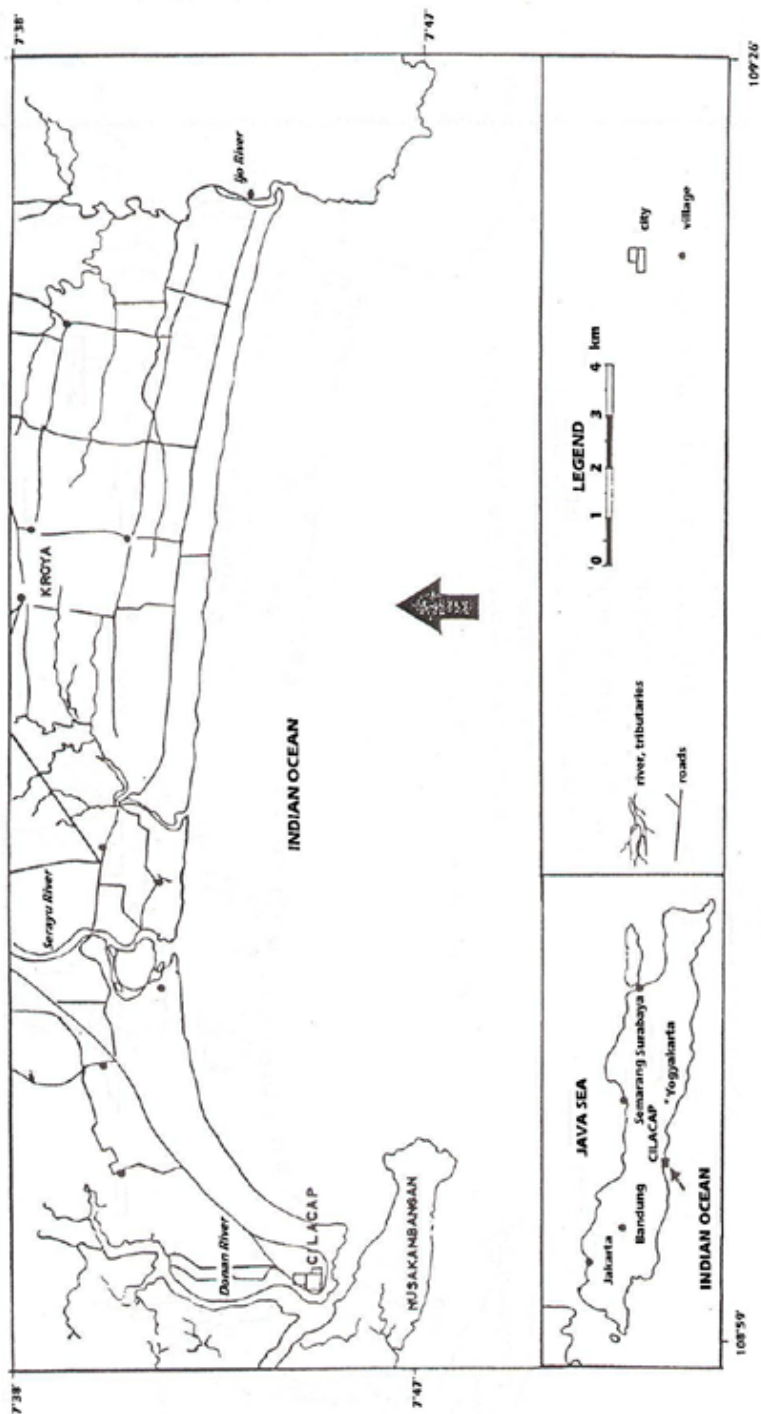 7°38'
7°38'
Serayu River
KROYA
Ijo River
Donan River
CILACAP
NUSAKAMBANGAN
INDIAN OCEAN
7°47'
7°47'
JAVA SEA
Jakarta
Bandung
Semarang
Surabaya
CILACAP
Yogyakarta
INDIAN OCEAN
LEGEND
0 1 2 3 4 km
river, tributaries
roads
city
village
108°59'
109°26'